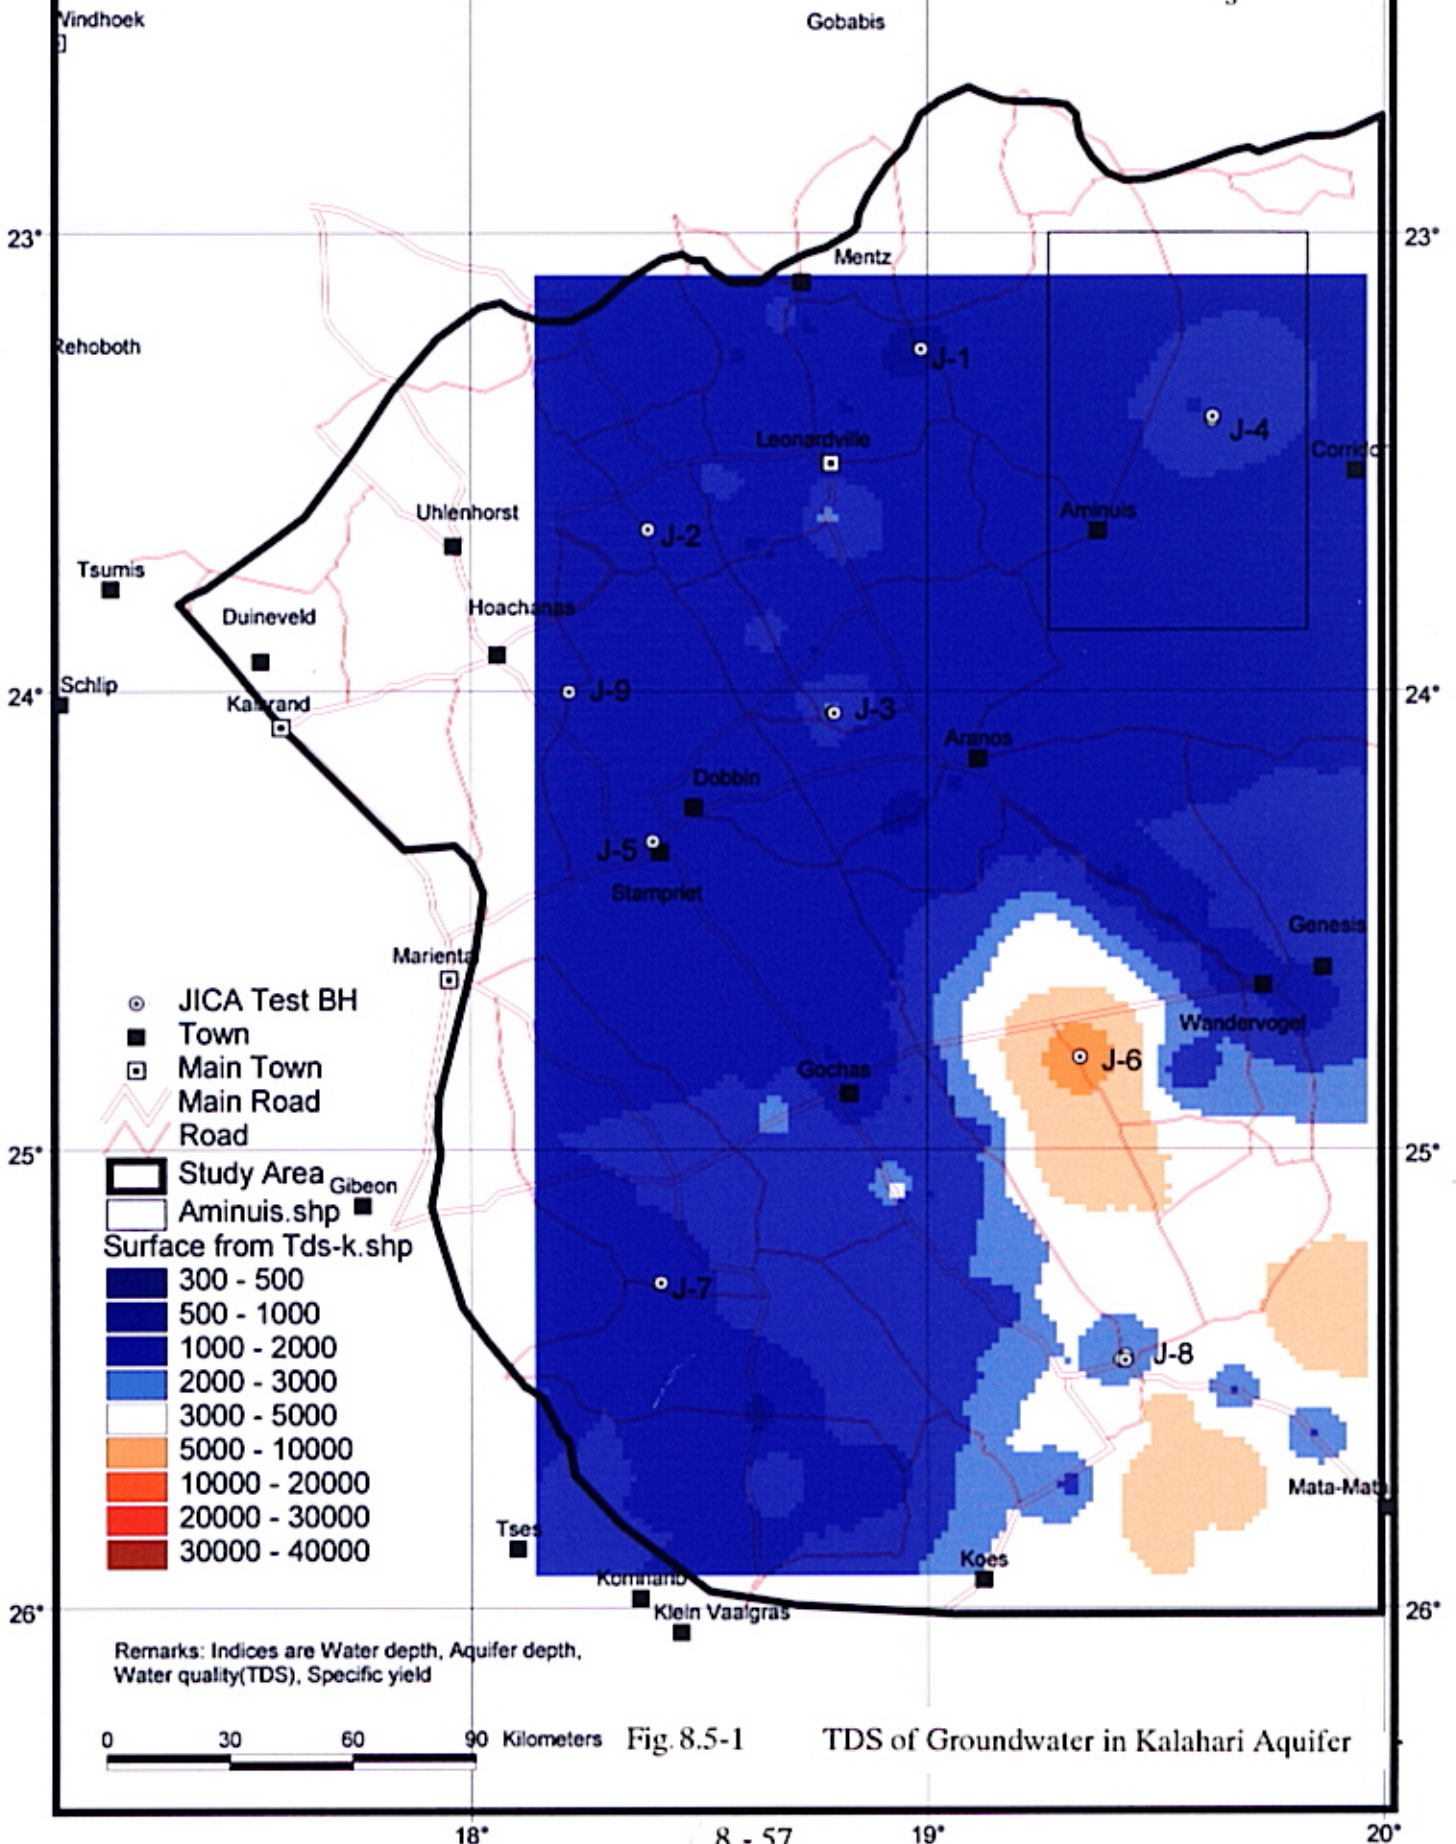 Windhoek
Gobabis
23°
23°
Mentz
Rehoboth
J-1
J-4
Leonardville
Corrido
Uhlenhorst
J-2
Aminuis
Tsumis
Duineveld
Hoachanas
24°
Schlip
J-9
24°
Kalkrand
J-3
Aranos
Dobbin
J-5
Stampriet
Genesis
Mariental
JICA Test BH
Town
Wandervogel
Main Town
Gochas
J-6
Main Road
Road
25°
25°
Study Area
Gibeon
Aminuis.shp
Surface from Tds-k.shp
300 - 500
J-7
500 - 1000
1000 - 2000
J-8
2000 - 3000
3000 - 5000
5000 - 10000
10000 - 20000
Mata-Mata
20000 - 30000
Tses
30000 - 40000
Koes
26°
Klein Vaalgras
26°
Remarks: Indices are Water depth, Aquifer depth,
Water quality(TDS), Specific yield
0 30 60 90 Kilometers
Fig. 8.5-1 TDS of Groundwater in Kalahari Aquifer
18° 19° 20°
8 - 57